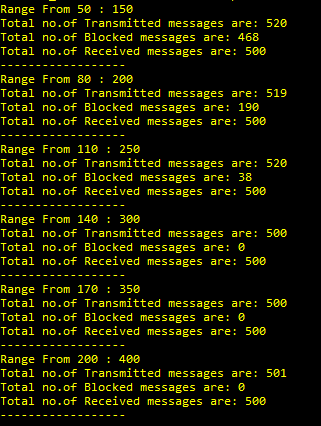 Range From 50 : 150
Total no.of Transmitted messages are: 520
Total no.of Blocked messages are: 468
Total no.of Received messages are: 500
------------------
Range From 80 : 200
Total no.of Transmitted messages are: 519
Total no.of Blocked messages are: 190
Total no.of Received messages are: 500
------------------
Range From 110 : 250
Total no.of Transmitted messages are: 520
Total no.of Blocked messages are: 38
Total no.of Received messages are: 500
------------------
Range From 140 : 300
Total no.of Transmitted messages are: 500
Total no.of Blocked messages are: 0
Total no.of Received messages are: 500
------------------
Range From 170 : 350
Total no.of Transmitted messages are: 500
Total no.of Blocked messages are: 0
Total no.of Received messages are: 500
------------------
Range From 200 : 400
Total no.of Transmitted messages are: 501
Total no.of Blocked messages are: 0
Total no.of Received messages are: 500
------------------